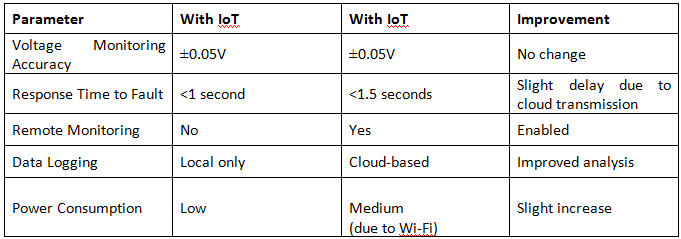 Parameter With IoT With IoT Improvement
Voltage Monitoring Accuracy ±0.05V ±0.05V No change
Response Time to Fault <1 second <1.5 seconds Slight delay due to cloud transmission
Remote Monitoring No Yes Enabled
Data Logging Local only Cloud-based Improved analysis
Power Consumption Low Medium (due to Wi-Fi) Slight increase